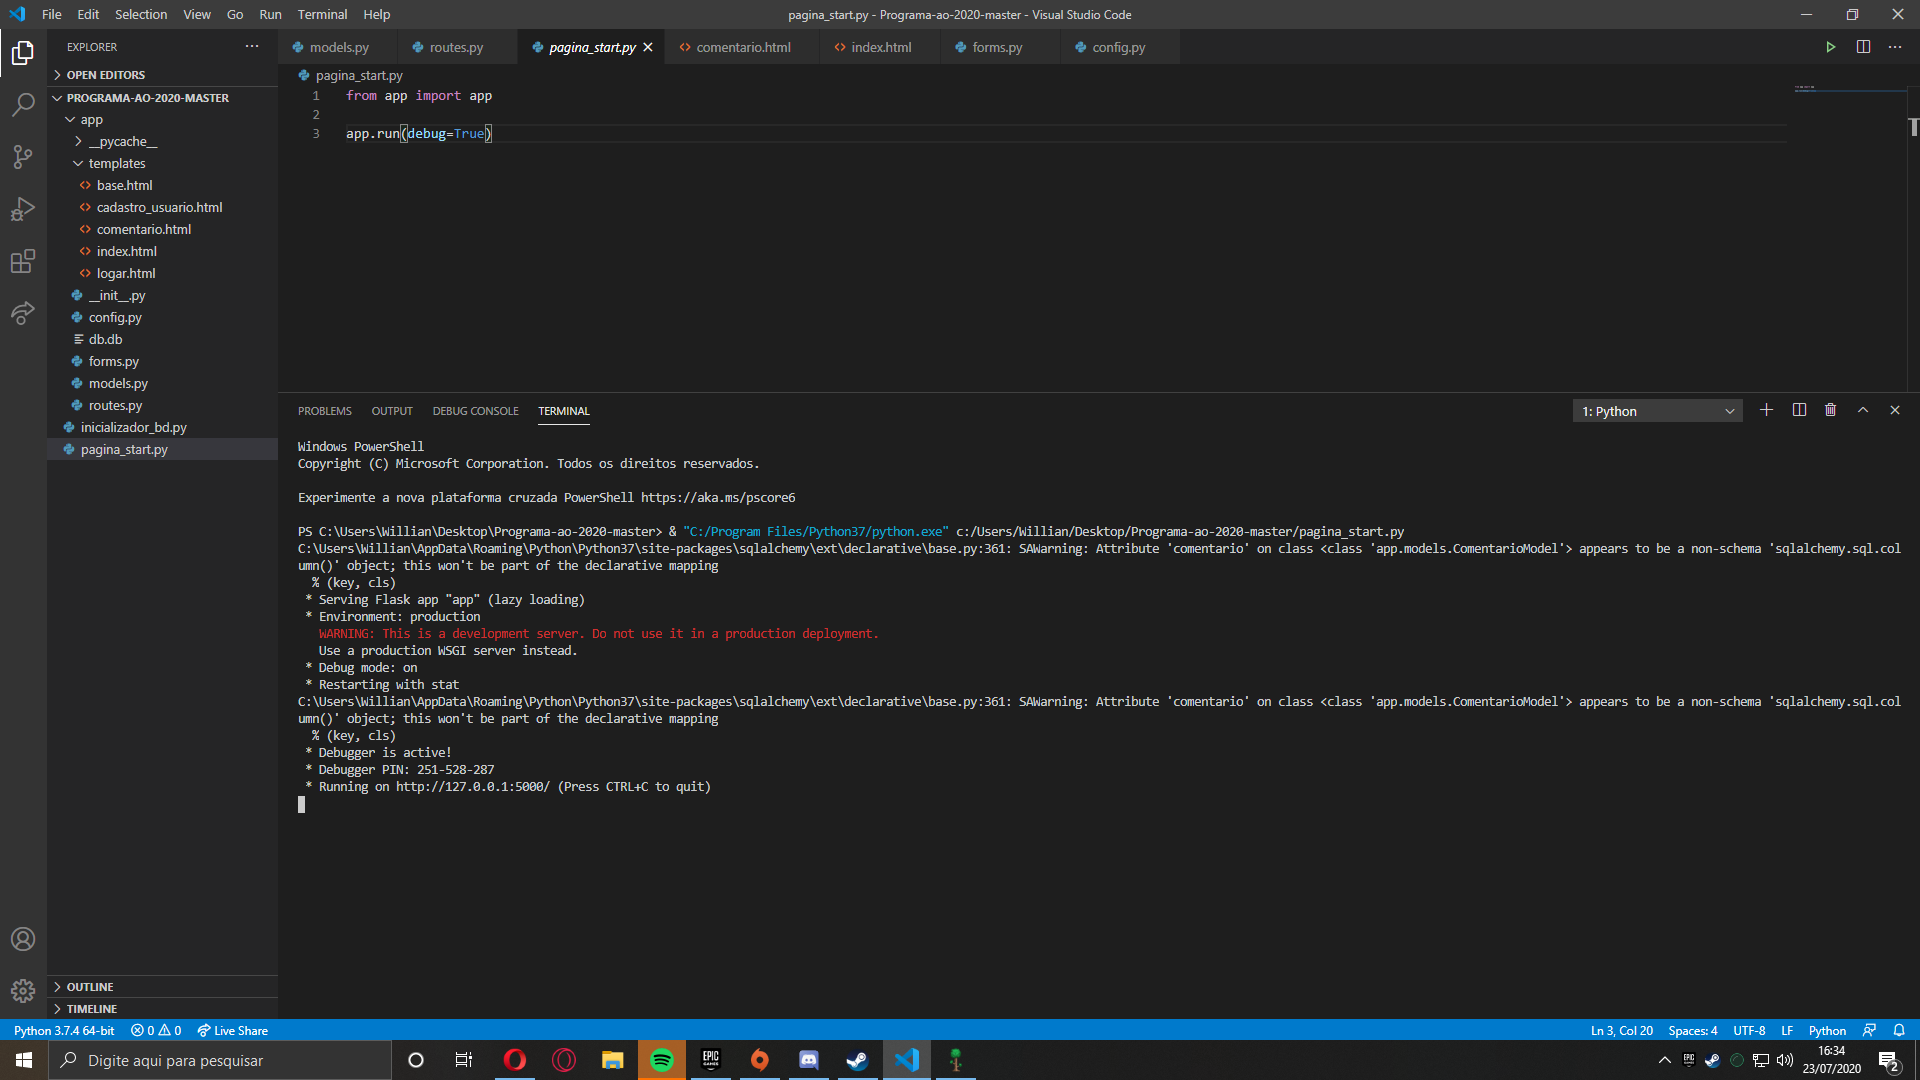 File Edit Selection View Go Run Terminal Help
pagina_start.py - Programa-ao-2020-master - Visual Studio Code
EXPLORER
OPEN EDITORS
PROGRAMA-AO-2020-MASTER
app
__pycache__
templates
base.html
cadastro_usuario.html
comentario.html
index.html
logar.html
__init__.py
config.py
db.db
forms.py
models.py
routes.py
inicializador_bd.py
pagina_start.py
OUTLINE
TIMELINE
models.py routes.py pagina_start.py comentario.html index.html forms.py config.py
pagina_start.py
1 from app import app
2
3 app.run(debug=True)
PROBLEMS OUTPUT DEBUG CONSOLE TERMINAL
1: Python
Windows PowerShell
Copyright (C) Microsoft Corporation. Todos os direitos reservados.
Experimente a nova plataforma cruzada PowerShell https://aka.ms/pscore6
PS C:\Users\Willian\Desktop\Programa-ao-2020-master> & "C:/Program Files/Python37/python.exe" c:/Users/Willian/Desktop/Programa-ao-2020-master/pagina_start.py
C:\Users\Willian\AppData\Roaming\Python\Python37\site-packages\sqlalchemy\ext\declarative\base.py:361: SAWarning: Attribute 'comentario' on class <class 'app.models.ComentarioModel'> appears to be a non-schema 'sqlalchemy.sql.col
umn()' object; this won't be part of the declarative mapping
% (key, cls)
* Serving Flask app "app" (lazy loading)
* Environment: production
WARNING: This is a development server. Do not use it in a production deployment.
Use a production WSGI server instead.
* Debug mode: on
* Restarting with stat
C:\Users\Willian\AppData\Roaming\Python\Python37\site-packages\sqlalchemy\ext\declarative\base.py:361: SAWarning: Attribute 'comentario' on class <class 'app.models.ComentarioModel'> appears to be a non-schema 'sqlalchemy.sql.col
umn()' object; this won't be part of the declarative mapping
% (key, cls)
* Debugger is active!
* Debugger PIN: 251-528-287
* Running on http://127.0.0.1:5000/ (Press CTRL+C to quit)
Python 3.7.4 64-bit 0 0 Live Share
Ln 3, Col 20 Spaces: 4 UTF-8 LF Python
Digite aqui para pesquisar
EPIC GAMES
16:34
23/07/2020
2